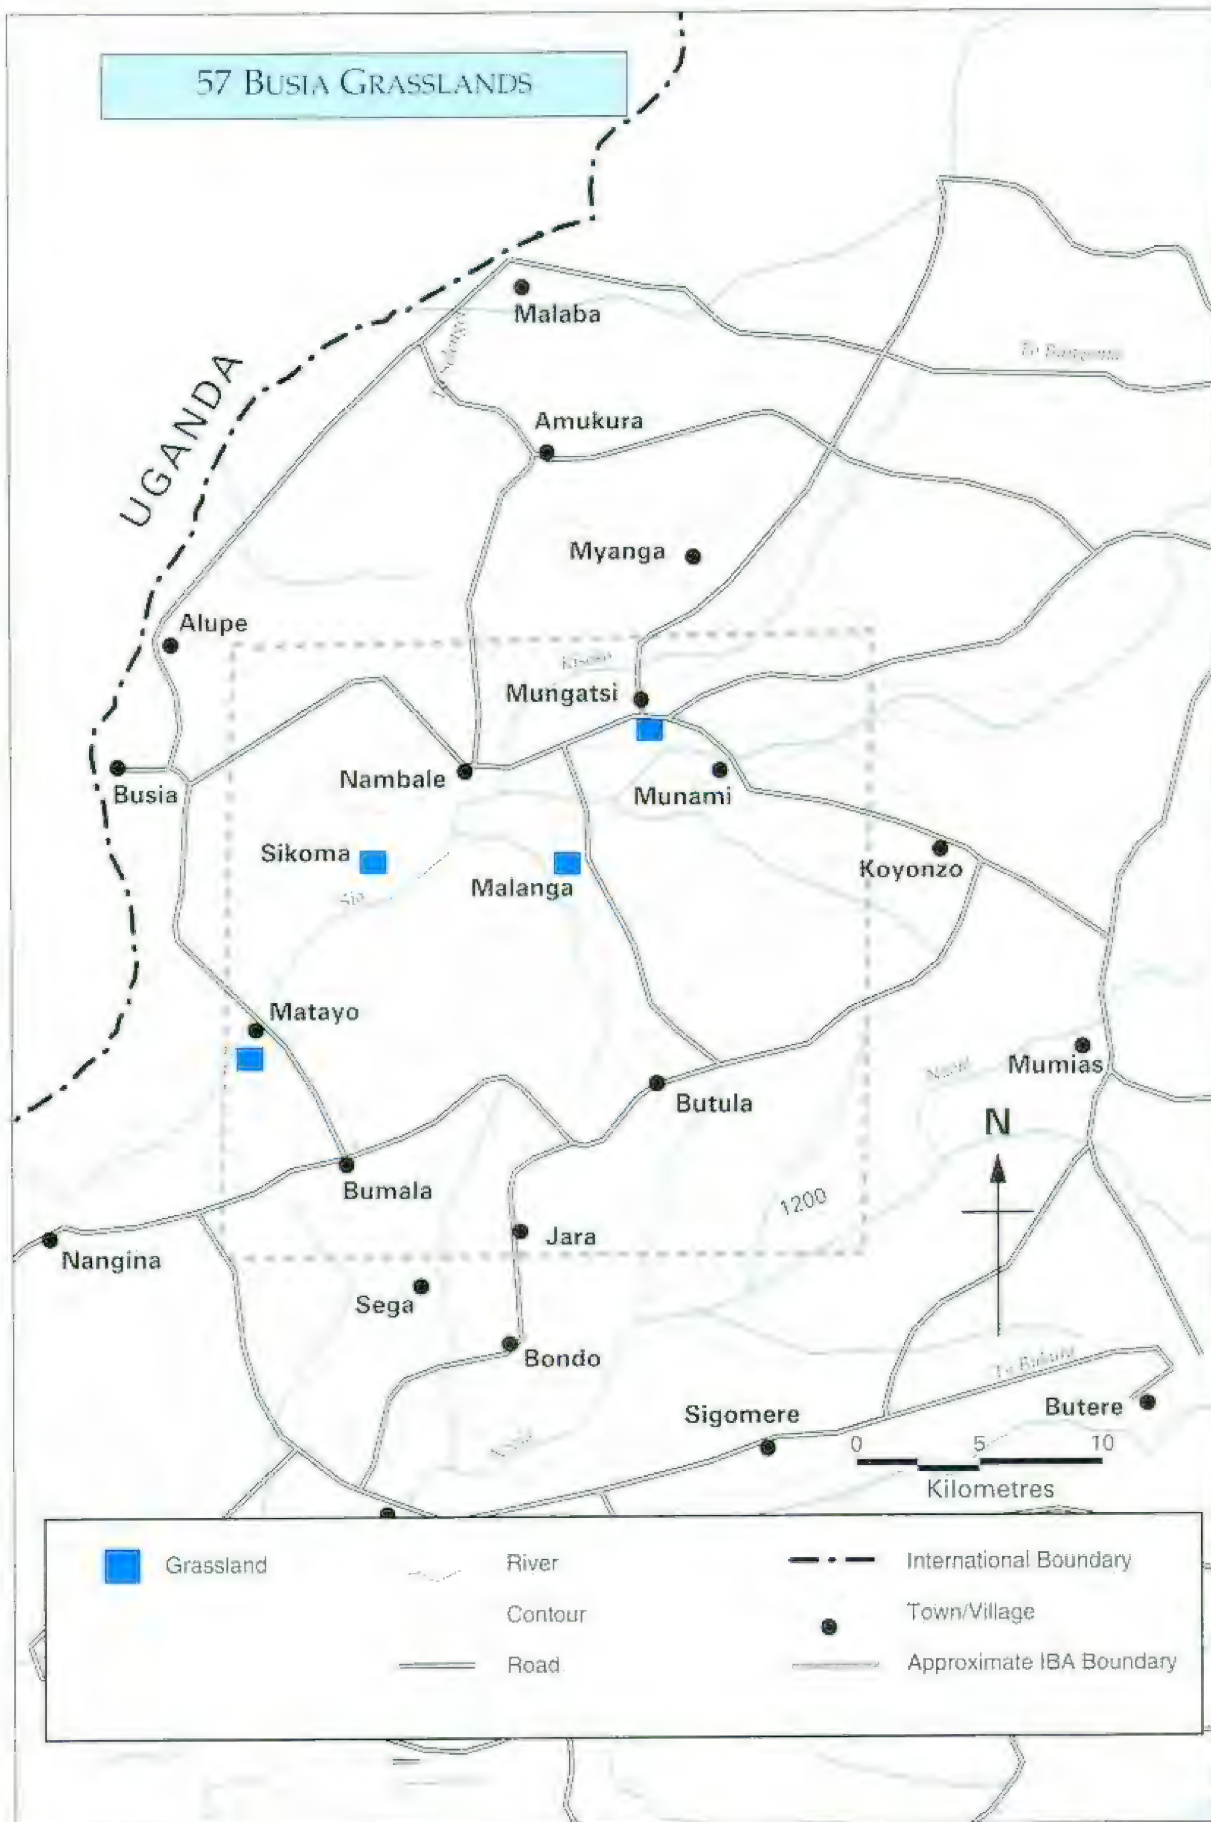 57 BUSIA GRASSLANDS
UGANDA
Malaba
Amukura
Myanga
Alupe
Mungatsi
Busia
Nambale
Munami
Sikoma
Malanga
Koyonzo
Sio
Matayo
Mumias
Butula
N
Bumala
1200
Jara
Nangina
Sega
Bondo
Sigomere
Butere
0 5 10
Kilometres
Grassland
River
International Boundary
Contour
Town/Village
Road
Approximate IBA Boundary